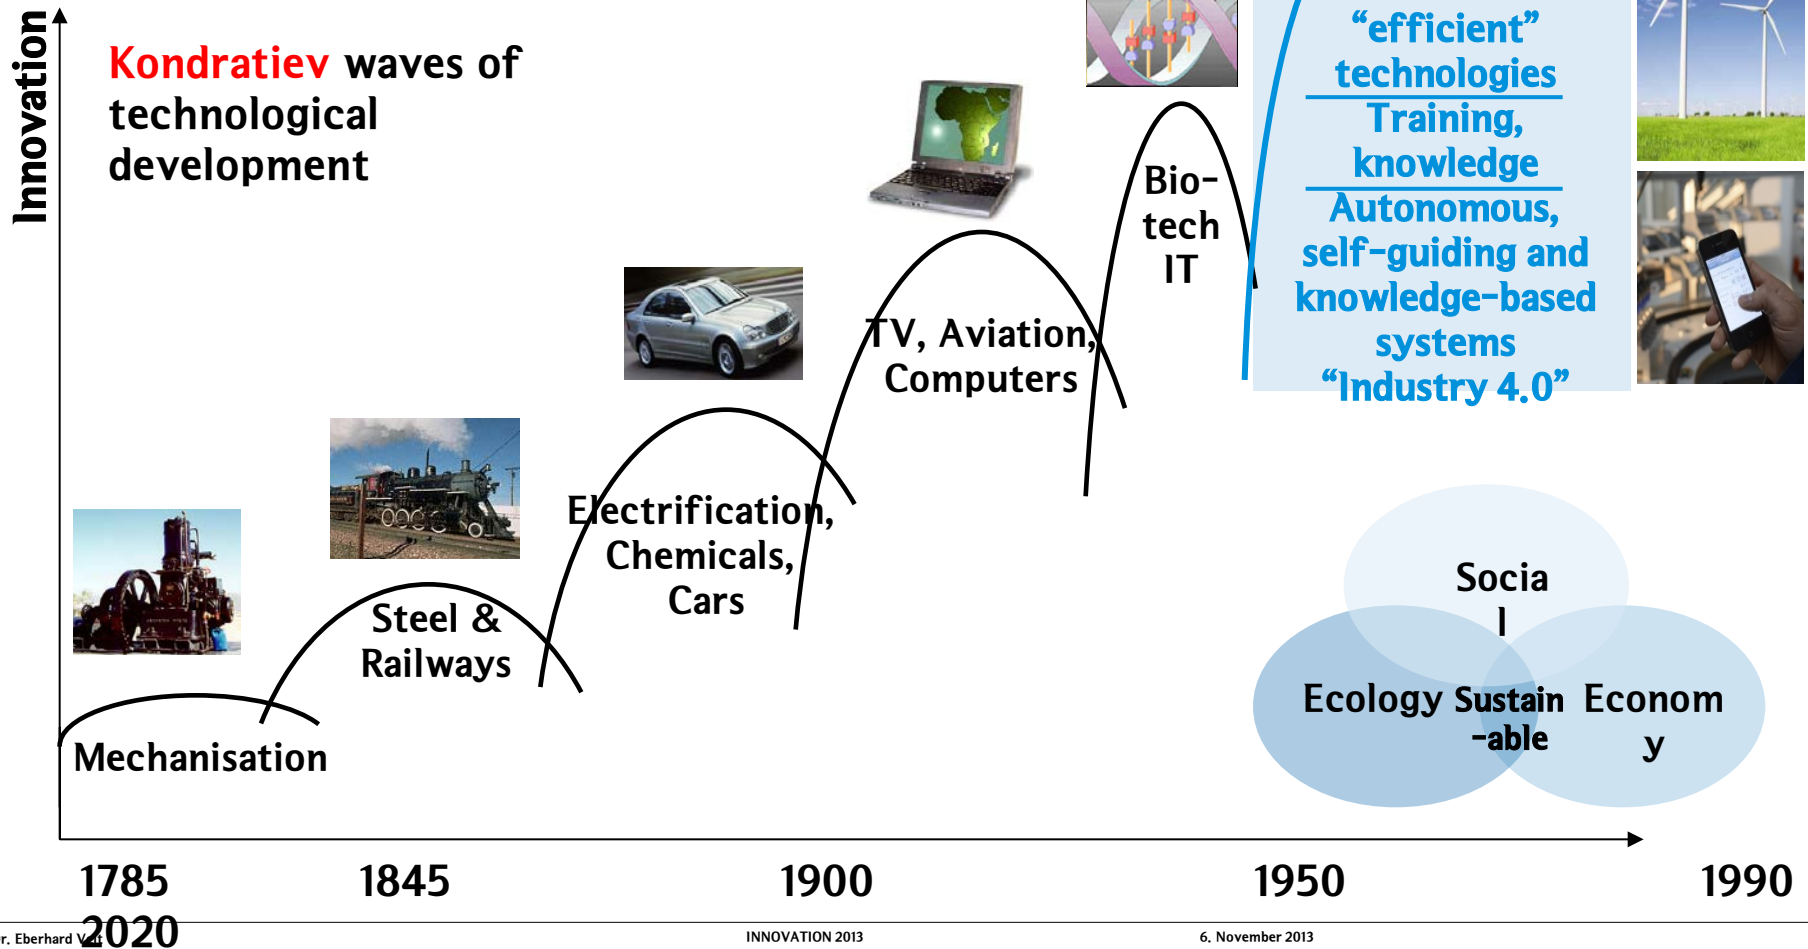 Innovation
Kondratiev waves of
technological
development
“efficient”
technologies
Training,
knowledge
Autonomous,
self-guiding and
knowledge-based
systems
“Industry 4.0”
Bio-
tech
IT
TV, Aviation,
Computers
Electrification,
Chemicals,
Cars
Steel &
Railways
Mechanisation
Socia
l
Ecology
Sustain
-able
Econom
y
1785 1845 1900 1950 1990
2020
r. Eberhard
INNOVATION 2013
6. November 2013